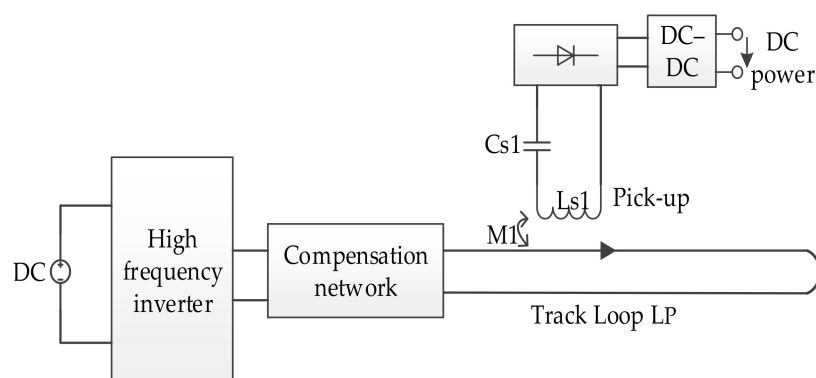 DC–
DC
DC
power
Cs1
Ls1
Pick-up
M1
High
frequency
inverter
Compensation
network
DC
+
−
Track Loop LP